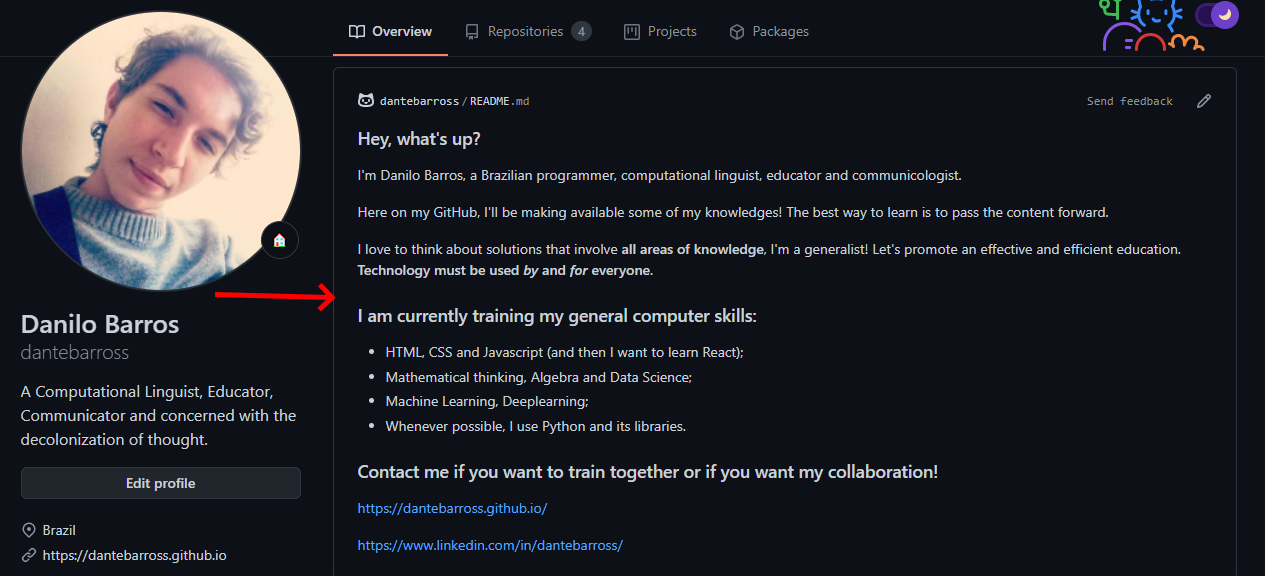 Overview Repositories 4 Projects Packages
dantebarross/README.md
Send feedback
Hey, what's up?
I'm Danilo Barros, a Brazilian programmer, computational linguist, educator and communicologist.
Here on my GitHub, I'll be making available some of my knowledges! The best way to learn is to pass the content forward.
I love to think about solutions that involve all areas of knowledge, I'm a generalist! Let's promote an effective and efficient education.
Technology must be used by and for everyone.
I am currently training my general computer skills:
HTML, CSS and Javascript (and then I want to learn React);
Mathematical thinking, Algebra and Data Science;
Machine Learning, Deeplearning;
Whenever possible, I use Python and its libraries.
Contact me if you want to train together or if you want my collaboration!
https://dantebarross.github.io/
https://www.linkedin.com/in/dantebarross/
Danilo Barros
dantebarross
A Computational Linguist, Educator,
Communicator and concerned with the
decolonization of thought.
Edit profile
Brazil
https://dantebarross.github.io